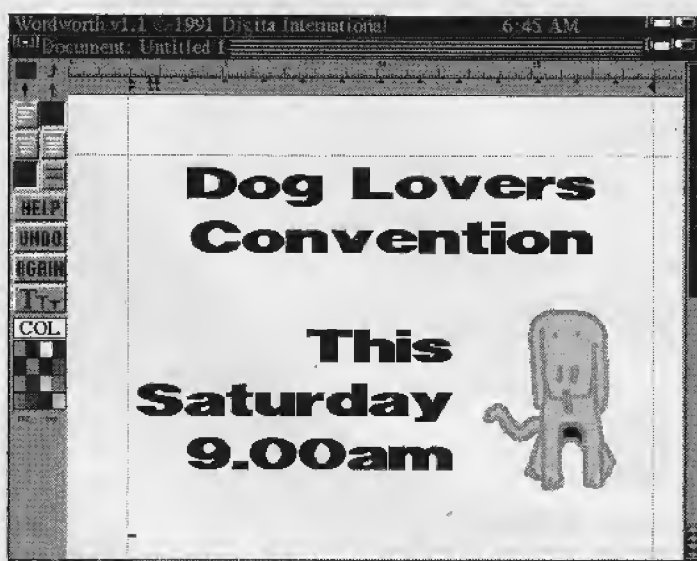 Wordworth v1.1 © 1991 Digita International 6:45 AM
Document: Untitled 1
HELP
UNDO
AGAIN
COL
Dog Lovers
Convention
This
Saturday
9.00am